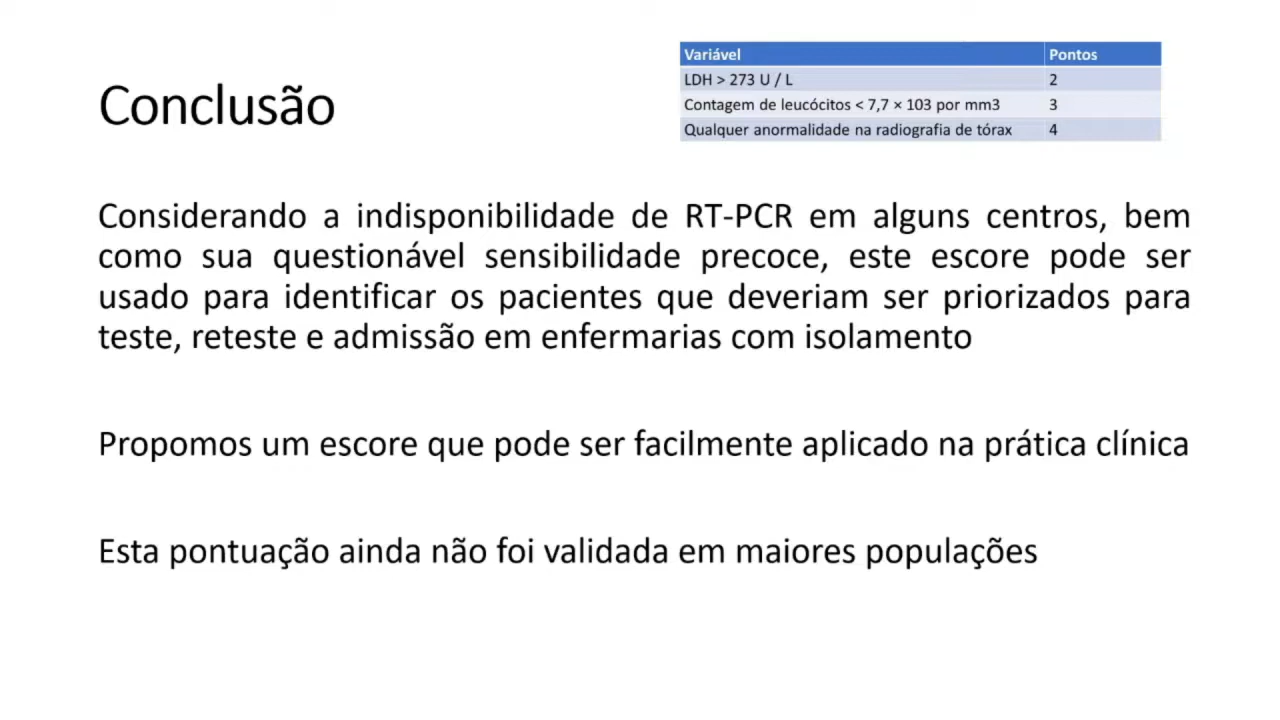 Conclusão
Variável Pontos
LDH > 273 U / L 2
Contagem de leucócitos < 7,7 × 103 por mm3 3
Qualquer anormalidade na radiografia de tórax 4
Considerando a indisponibilidade de RT-PCR em alguns centros, bem
como sua questionável sensibilidade precoce, este escore pode ser
usado para identificar os pacientes que deveriam ser priorizados para
teste, reteste e admissão em enfermarias com isolamento
Propomos um escore que pode ser facilmente aplicado na prática clínica
Esta pontuação ainda não foi validada em maiores populações